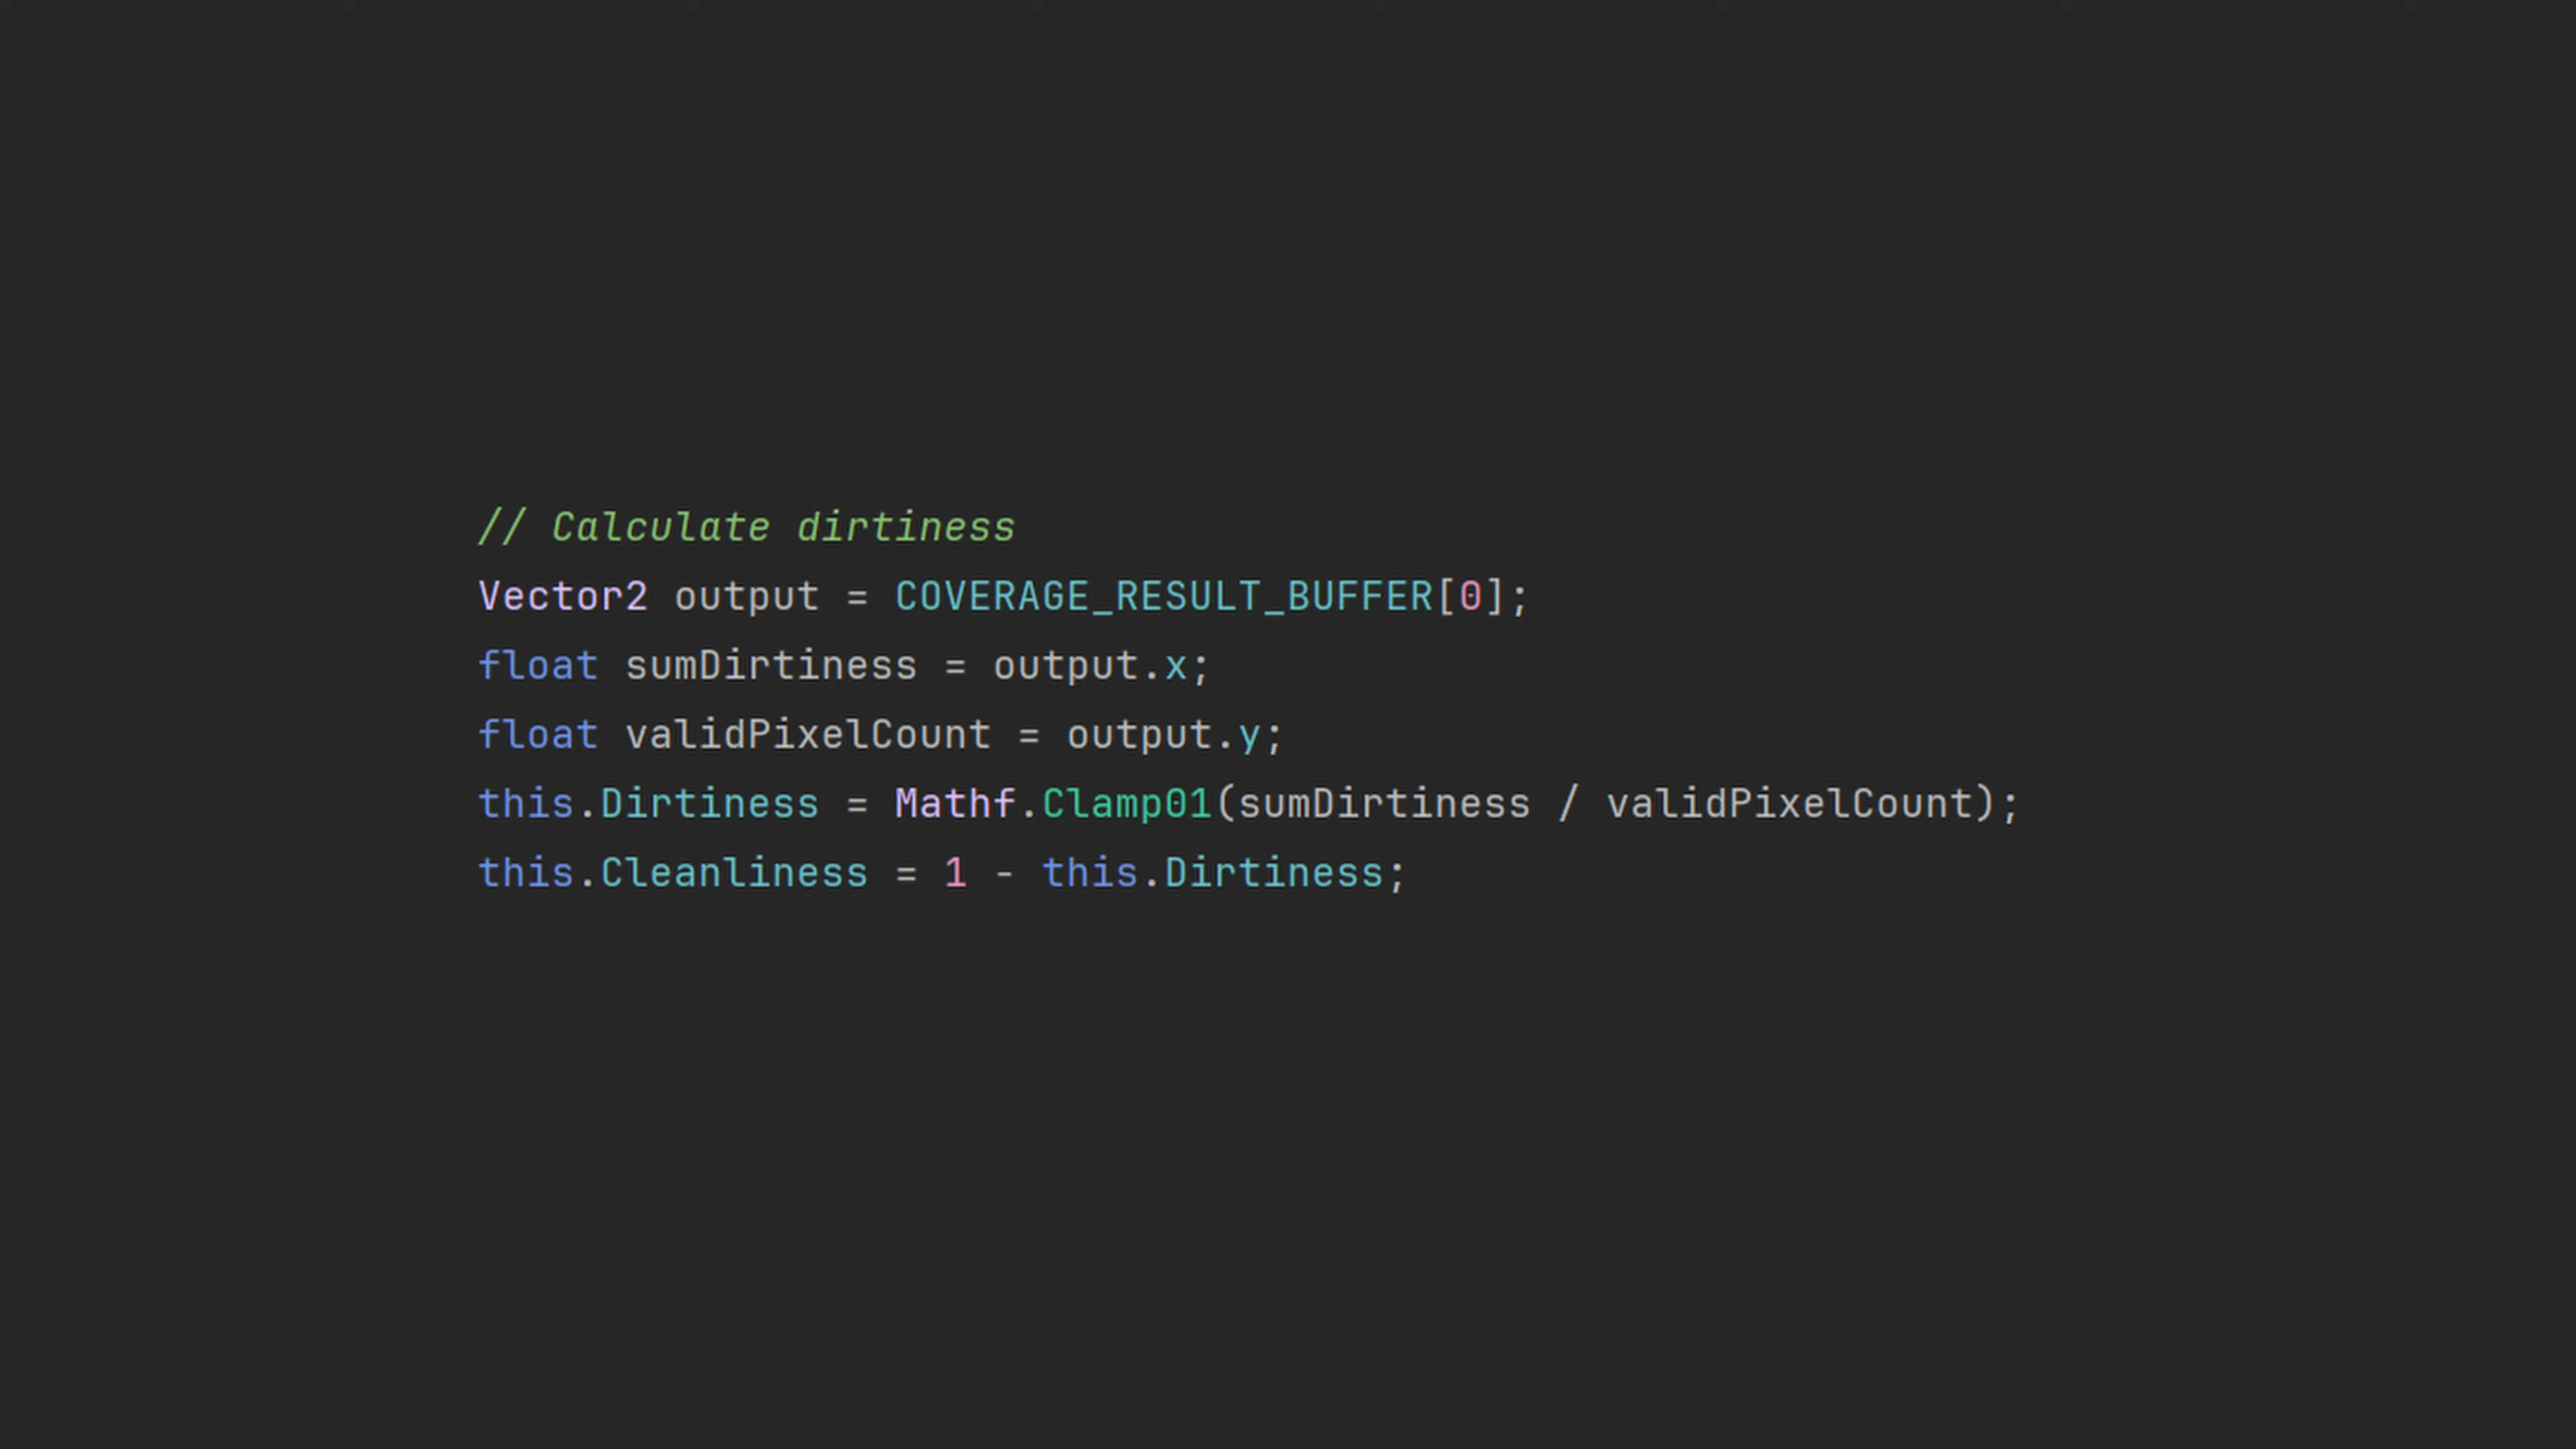 // Calculate dirtiness
Vector2 output = COVERAGE_RESULT_BUFFER[0];
float sumDirtiness = output.x;
float validPixelCount = output.y;
this.Dirtiness = Mathf.Clamp01(sumDirtiness / validPixelCount);
this.Cleanliness = 1 - this.Dirtiness;